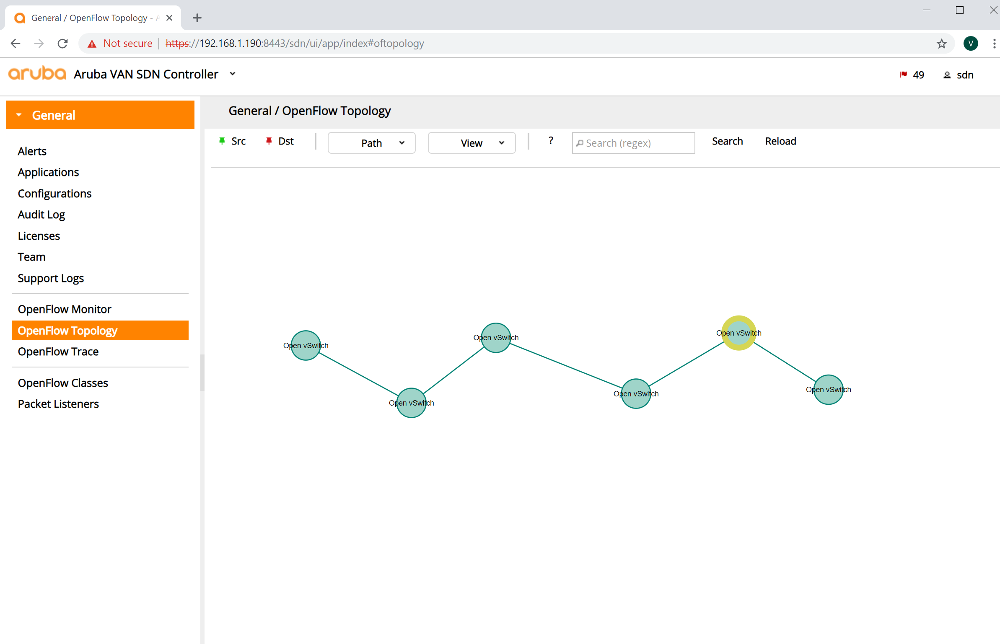 General / OpenFlow Topology - A
Not secure https://192.168.1.190:8443/sdn/ui/app/index#oftopology V
aruba Aruba VAN SDN Controller 49 sdn
General
General / OpenFlow Topology
Src Dst Path View ? Search (regex) Search Reload
Alerts
Applications
Configurations
Audit Log
Licenses
Team
Support Logs
OpenFlow Monitor
OpenFlow Topology
OpenFlow Trace
OpenFlow Classes
Packet Listeners
Open vSwitch
Open vSwitch
Open vSwitch
Open vSwitch
Open vSwitch
Open vSwitch